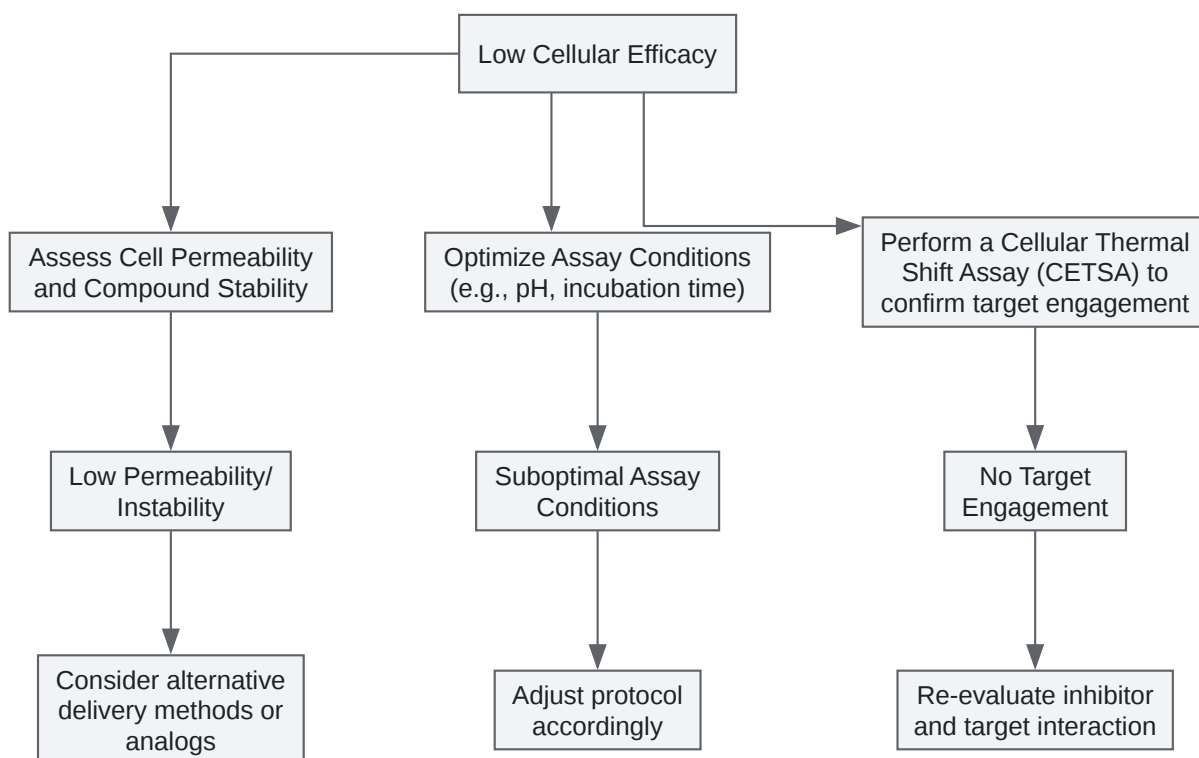 Low Cellular Efficacy
Assess Cell Permeability
and Compound Stability
Optimize Assay Conditions
(e.g., pH, incubation time)
Perform a Cellular Thermal
Shift Assay (CETSA) to
confirm target engagement
Low Permeability/
Instability
Suboptimal Assay
Conditions
No Target
Engagement
Consider alternative
delivery methods or
analogs
Adjust protocol
accordingly
Re-evaluate inhibitor
and target interaction